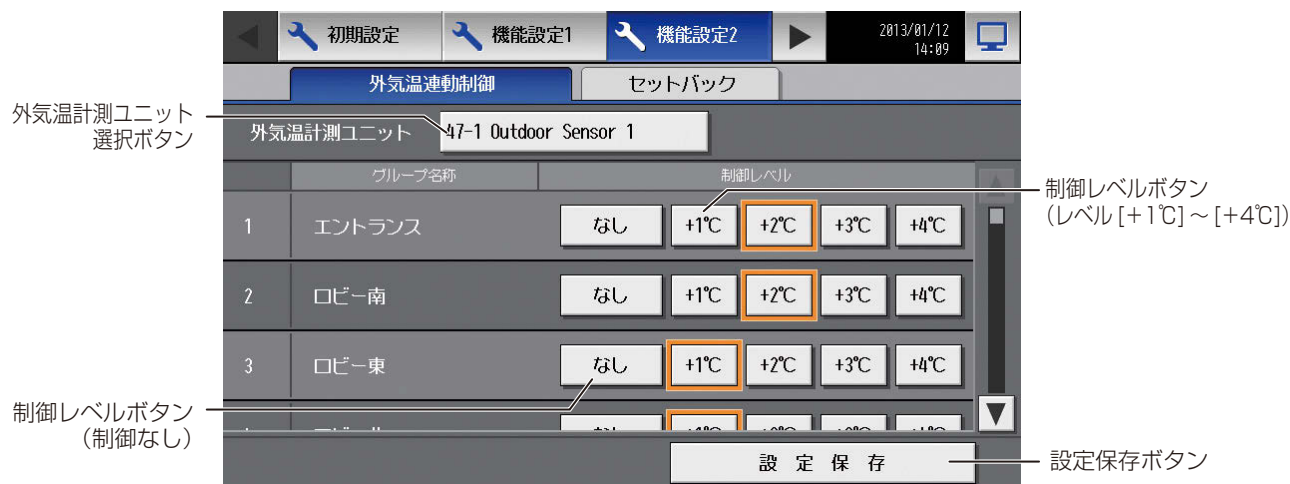 初期設定
機能設定1
機能設定2
2013/01/12
14:09
外気温連動制御
セットバック
外気温計測ユニット
選択ボタン
外気温計測ユニット
47-1 Outdoor Sensor 1
グループ名称
制御レベル
制御レベルボタン
（レベル [+1℃] ～ [+4℃]）
1 エントランス なし +1℃ +2℃ +3℃ +4℃
2 ロビー南 なし +1℃ +2℃ +3℃ +4℃
3 ロビー東 なし +1℃ +2℃ +3℃ +4℃
制御レベルボタン
（制御なし）
設定保存
設定保存ボタン